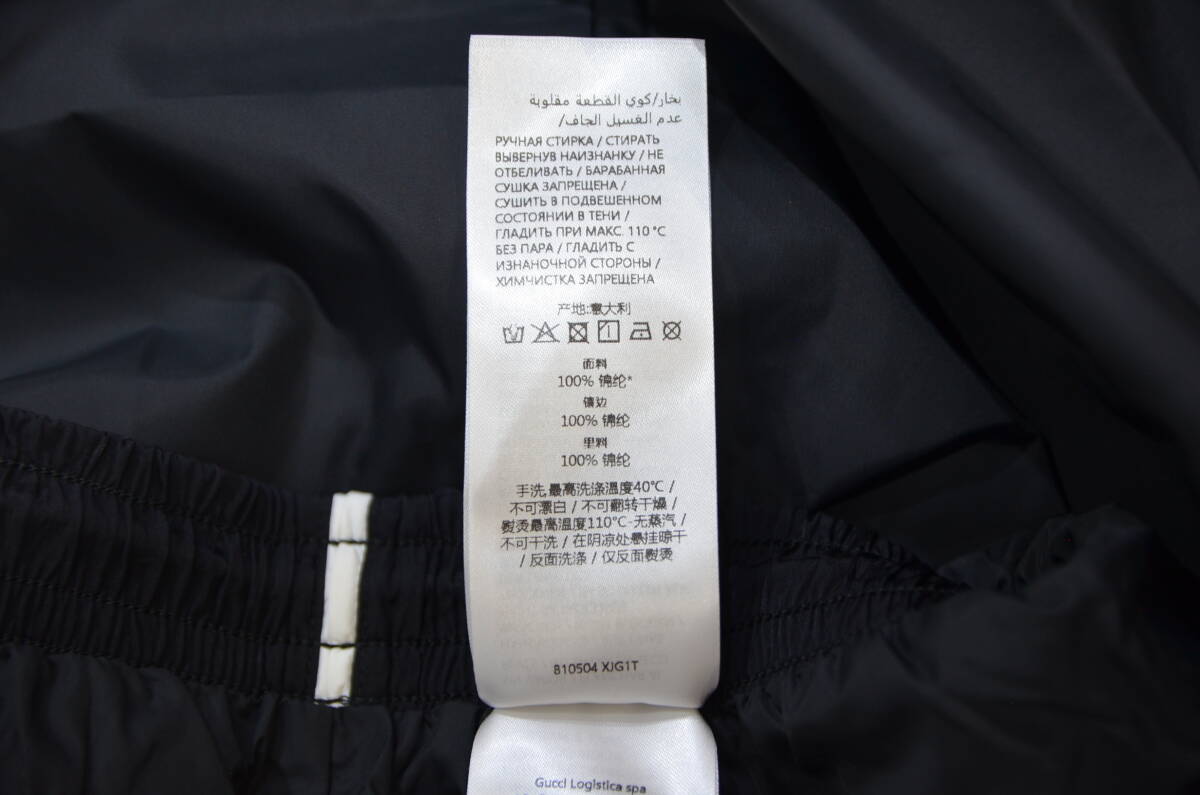 بخار/كوي القطعة مقلوبة
عدم الغسيل الجاف/
РУЧНАЯ СТИРКА / СТИРАТЬ
ВЫВЕРНУВ НАИЗНАНКУ / НЕ
ОТБЕЛИВАТЬ / БАРАБАННАЯ
СУШКА ЗАПРЕЩЕНА /
СУШИТЬ В ПОДВЕШЕННОМ
СОСТОЯНИИ В ТЕНИ /
ГЛАДИТЬ ПРИ МАКС. 110 °C
БЕЗ ПАРА / ГЛАДИТЬ С
ИЗНАНОЧНОЙ СТОРОНЫ /
ХИМЧИСТКА ЗАПРЕЩЕНА
产地:意大利
面料
100% 锦纶*
镶边
100% 锦纶
里料
100% 锦纶
手洗,最高洗涤温度40°C /
不可漂白 / 不可翻转干燥 /
熨烫最高温度110°C-无蒸汽 /
不可干洗 / 在阴凉处悬挂晾干
/ 反面洗涤 / 仅反面熨烫
810504 XJG1T
Gucci Logistica spa